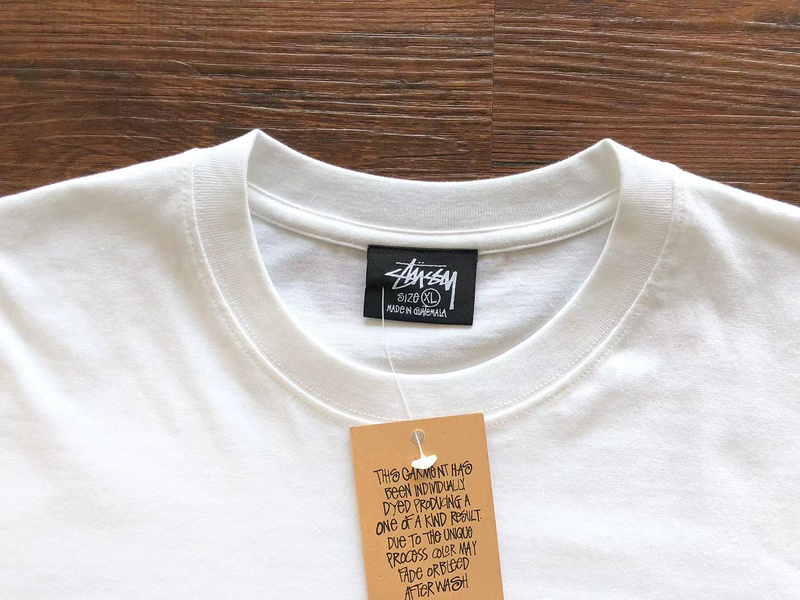 STÜSSY
SIZE XL
MADE IN GUATEMALA
THIS GARMENT HAS
BEEN INDIVIDUALLY
DYED PRODUCING A
ONE OF A KIND RESULT.
DUE TO THE UNIQUE
PROCESS COLOR MAY
FADE OR BLEED
AFTER WASH